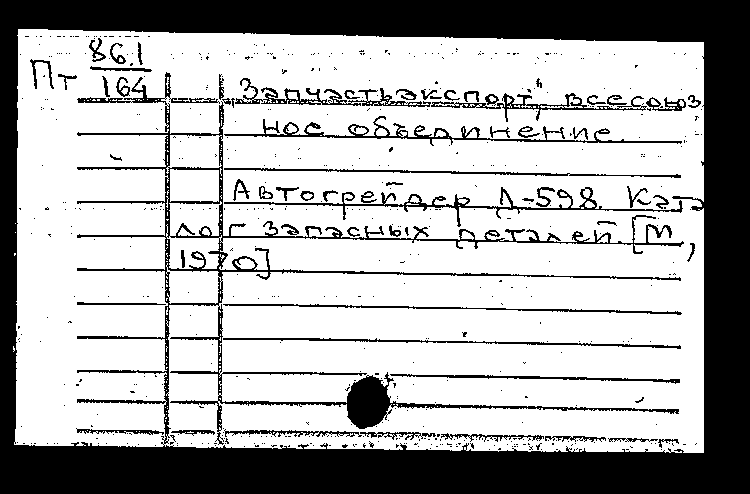 Пт 86.1
164
"Запчастьэкспорт", всесоюз
ное объединение.
Автогрейдер Д-598. Ката
лог запасных деталей. [М,
1970]